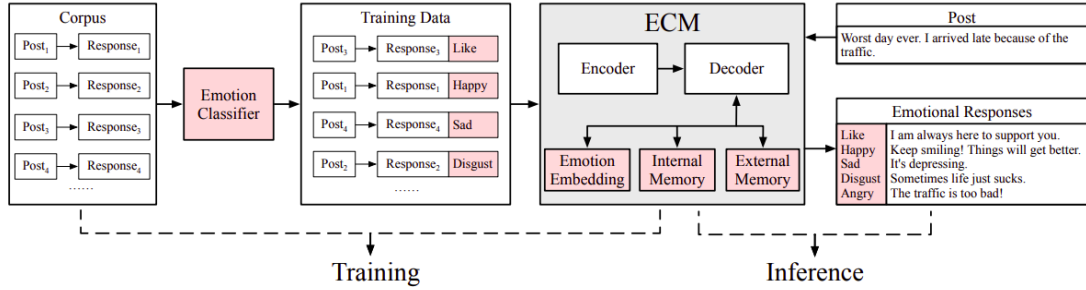 Corpus
Post1 Response1
Post2 Response2
Post3 Response3
Post4 Response4
......
Emotion
Classifier
Training Data
Post3 Response3 Like
Post1 Response1 Happy
Post4 Response4 Sad
Post2 Response2 Disgust
......
ECM
Encoder Decoder
Emotion
Embedding
Internal
Memory
External
Memory
Post
Worst day ever. I arrived late because of the
traffic.
Emotional Responses
Like I am always here to support you.
Happy Keep smiling! Things will get better.
Sad It's depressing.
Disgust Sometimes life just sucks.
Angry The traffic is too bad!
Training
Inference